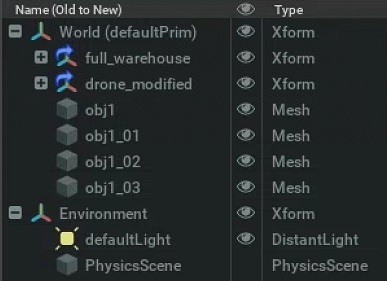 Name (Old to New) Type
World (defaultPrim) Xform
full_warehouse Xform
drone_modified Xform
obj1 Mesh
obj1_01 Mesh
obj1_02 Mesh
obj1_03 Mesh
Environment Xform
defaultLight DistantLight
PhysicsScene PhysicsScene